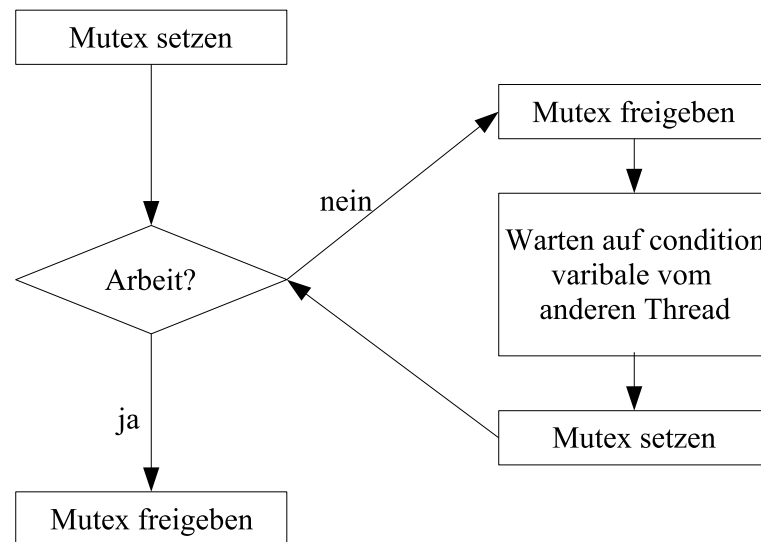 Mutex setzen
Mutex freigeben
nein
Warten auf condition
varibale vom
anderen Thread
Arbeit?
ja
Mutex setzen
Mutex freigeben